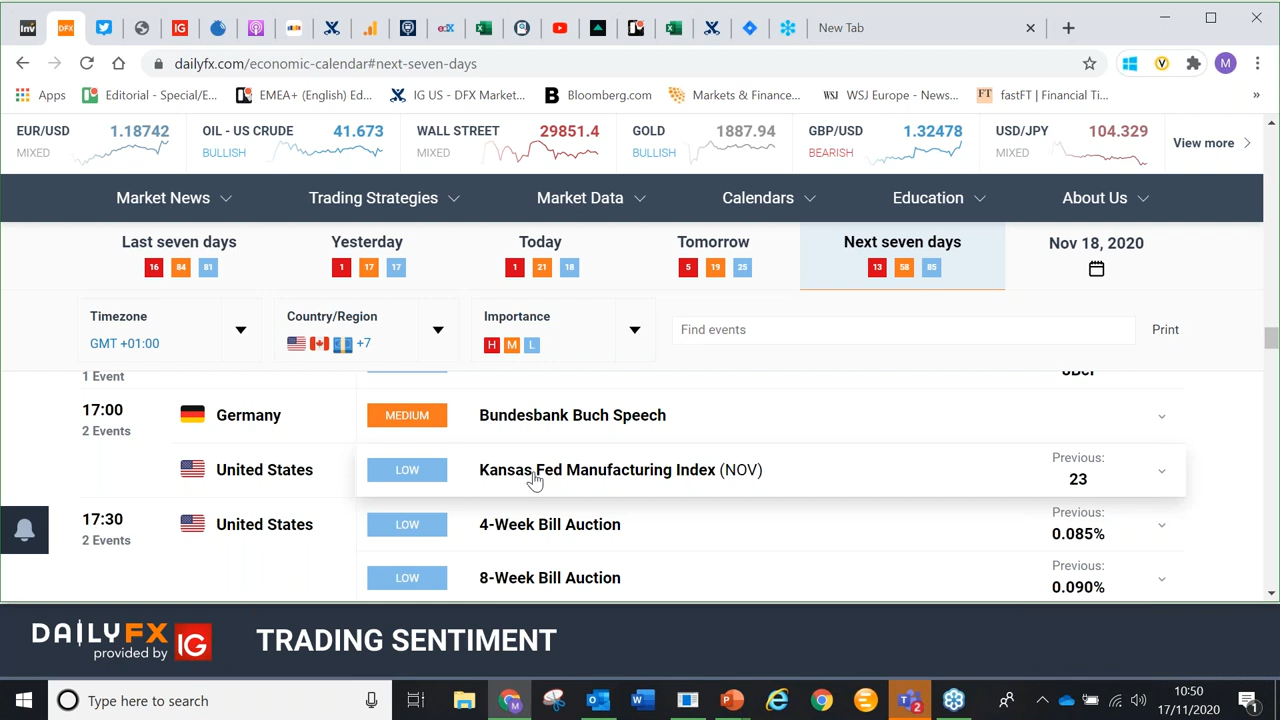 Inv
DFX
IG
edX
New Tab
dailyfx.com/economic-calendar#next-seven-days
V
M
Apps
Editorial - Special/E...
EMEA+ (English) Ed...
IG US - DFX Market...
B
Bloomberg.com
Markets & Finance...
WSJ
WSJ Europe - News...
FT
fastFT | Financial Ti...
»
EUR/USD 1.18742
MIXED
OIL - US CRUDE 41.673
BULLISH
WALL STREET 29851.4
MIXED
GOLD 1887.94
BULLISH
GBP/USD 1.32478
BEARISH
USD/JPY 104.329
MIXED
View more
Market News
Trading Strategies
Market Data
Calendars
Education
About Us
Last seven days
16 84 81
Yesterday
1 17 17
Today
1 21 18
Tomorrow
5 19 25
Next seven days
13 58 85
Nov 18, 2020
Timezone
GMT +01:00
Country/Region
+7
Importance
H M L
Find events
Print
1 Event
17:00
2 Events
Germany
MEDIUM
Bundesbank Buch Speech
United States
LOW
Kansas Fed Manufacturing Index (NOV)
Previous:
23
17:30
2 Events
United States
LOW
4-Week Bill Auction
Previous:
0.085%
LOW
8-Week Bill Auction
Previous:
0.090%
DAILYFX
provided by IG
TRADING SENTIMENT
Type here to search
2
10:50
17/11/2020
1